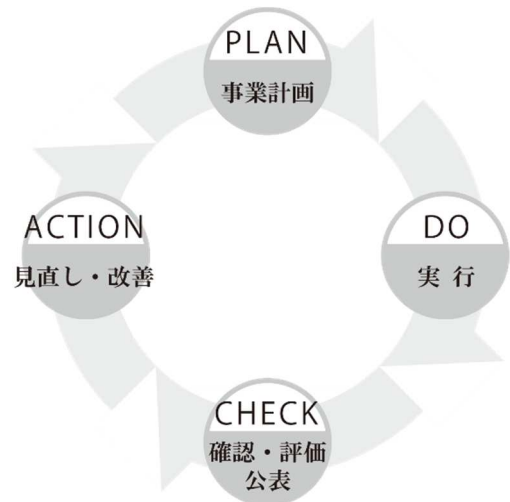 PLAN
事業計画
DO
実行
CHECK
確認・評価
公表
ACTION
見直し・改善